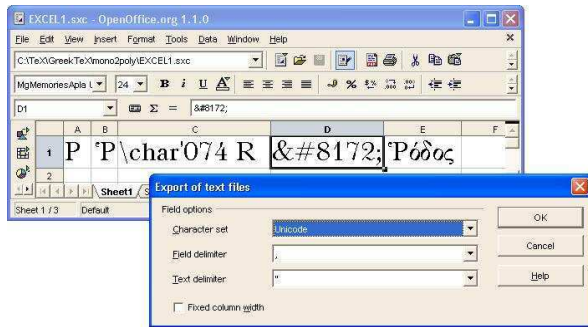 EXCEL1.sxc - OpenOffice.org 1.1.0
File Edit View Insert Format Tools Data Window Help
C:\TeX\GreekTeX\mono2poly\EXCEL1.sxc
MgMemoriesApla 24 B i U A
D1 Σ = &#8172;
A B C D E F
1 P Ῥ \char'074 R &#8172; Ῥόδος
2
Sheet1
Sheet 1 / 3 Default
Export of text files
Field options
Character set Unicode
Field delimiter ,
Text delimiter "
Fixed column width
OK
Cancel
Help